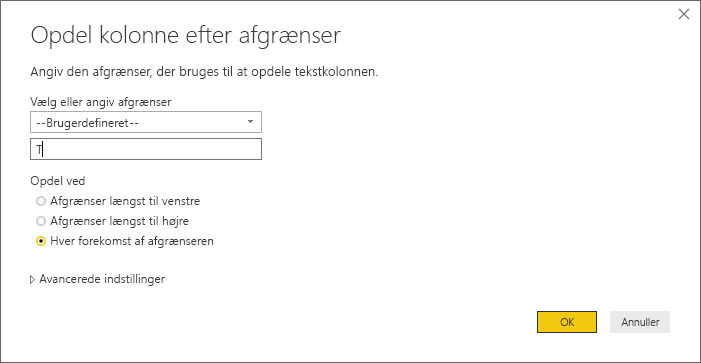 Opdel kolonne efter afgrænser
Angiv den afgrænser, der bruges til at opdele tekstkolonnen.
Vælg eller angiv afgrænser
--Brugerdefineret--
T
Opdel ved
Afgrænser længst til venstre
Afgrænser længst til højre
Hver forekomst af afgrænseren
Avancerede indstillinger
OK
Annuller